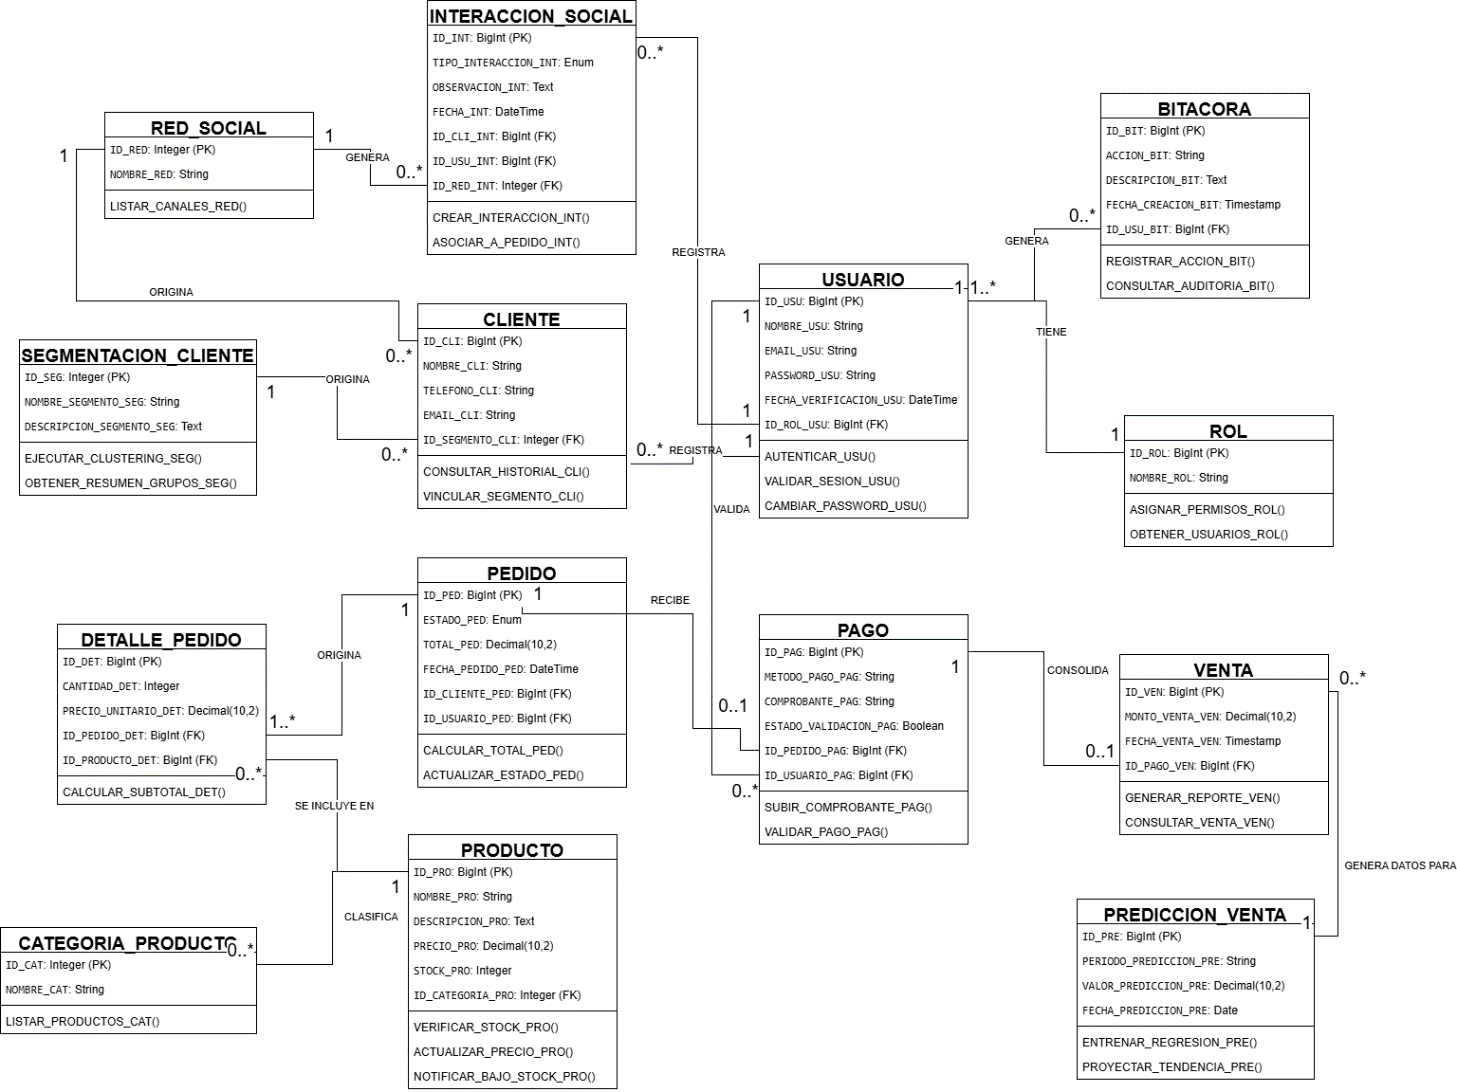 INTERACCION_SOCIAL
ID_INT: BigInt (PK)
TIPO_INTERACCION_INT: Enum
OBSERVACION_INT: Text
FECHA_INT: DateTime
ID_CLI_INT: BigInt (FK)
ID_USU_INT: BigInt (FK)
ID_RED_INT: Integer (FK)
CREAR_INTERACCION_INT()
ASOCIAR_A_PEDIDO_INT()
0..*
RED_SOCIAL
ID_RED: Integer (PK)
NOMBRE_RED: String
LISTAR_CANALES_RED()
1
1
GENERA
0..*
REGISTRA
BITACORA
ID_BIT: BigInt (PK)
ACCION_BIT: String
DESCRIPCION_BIT: Text
FECHA_CREACION_BIT: Timestamp
ID_USU_BIT: BigInt (FK)
REGISTRAR_ACCION_BIT()
CONSULTAR_AUDITORIA_BIT()
0..*
GENERA
ORIGINA
USUARIO
ID_USU: BigInt (PK)
NOMBRE_USU: String
EMAIL_USU: String
PASSWORD_USU: String
FECHA_VERIFICACION_USU: DateTime
ID_ROL_USU: BigInt (FK)
AUTENTICAR_USU()
VALIDAR_SESION_USU()
CAMBIAR_PASSWORD_USU()
1
1..*
1
1
1
TIENE
CLIENTE
ID_CLI: BigInt (PK)
NOMBRE_CLI: String
TELEFONO_CLI: String
EMAIL_CLI: String
ID_SEGMENTO_CLI: Integer (FK)
CONSULTAR_HISTORIAL_CLI()
VINCULAR_SEGMENTO_CLI()
0..*
SEGMENTACION_CLIENTE
ID_SEG: Integer (PK)
NOMBRE_SEGMENTO_SEG: String
DESCRIPCION_SEGMENTO_SEG: Text
EJECUTAR_CLUSTERING_SEG()
OBTENER_RESUMEN_GRUPOS_SEG()
1
ORIGINA
0..*
0..*
REGISTRA
VALIDA
ROL
ID_ROL: BigInt (PK)
NOMBRE_ROL: String
ASIGNAR_PERMISOS_ROL()
OBTENER_USUARIOS_ROL()
1
PEDIDO
ID_PED: BigInt (PK)
ESTADO_PED: Enum
TOTAL_PED: Decimal(10,2)
FECHA_PEDIDO_PED: DateTime
ID_CLIENTE_PED: BigInt (FK)
ID_USUARIO_PED: BigInt (FK)
CALCULAR_TOTAL_PED()
ACTUALIZAR_ESTADO_PED()
1
1
RECIBE
ORIGINA
DETALLE_PEDIDO
ID_DET: BigInt (PK)
CANTIDAD_DET: Integer
PRECIO_UNITARIO_DET: Decimal(10,2)
ID_PEDIDO_DET: BigInt (FK)
ID_PRODUCTO_DET: BigInt (FK)
CALCULAR_SUBTOTAL_DET()
1..*
0..*
SE INCLUYE EN
PAGO
ID_PAG: BigInt (PK)
METODO_PAGO_PAG: String
COMPROBANTE_PAG: String
ESTADO_VALIDACION_PAG: Boolean
ID_PEDIDO_PAG: BigInt (FK)
ID_USUARIO_PAG: BigInt (FK)
SUBIR_COMPROBANTE_PAG()
VALIDAR_PAGO_PAG()
1
0..1
0..*
CONSOLIDA
VENTA
ID_VEN: BigInt (PK)
MONTO_VENTA_VEN: Decimal(10,2)
FECHA_VENTA_VEN: Timestamp
ID_PAGO_VEN: BigInt (FK)
GENERAR_REPORTE_VEN()
CONSULTAR_VENTA_VEN()
0..1
0..*
GENERA DATOS PARA
PRODUCTO
ID_PRO: BigInt (PK)
NOMBRE_PRO: String
DESCRIPCION_PRO: Text
PRECIO_PRO: Decimal(10,2)
STOCK_PRO: Integer
ID_CATEGORIA_PRO: Integer (FK)
VERIFICAR_STOCK_PRO()
ACTUALIZAR_PRECIO_PRO()
NOTIFICAR_BAJO_STOCK_PRO()
1
CLASIFICA
CATEGORIA_PRODUCTO
0..*
ID_CAT: Integer (PK)
NOMBRE_CAT: String
LISTAR_PRODUCTOS_CAT()
PREDICCION_VENTA
1
ID_PRE: BigInt (PK)
PERIODO_PREDICCION_PRE: String
VALOR_PREDICCION_PRE: Decimal(10,2)
FECHA_PREDICCION_PRE: Date
ENTRENAR_REGRESION_PRE()
PROYECTAR_TENDENCIA_PRE()